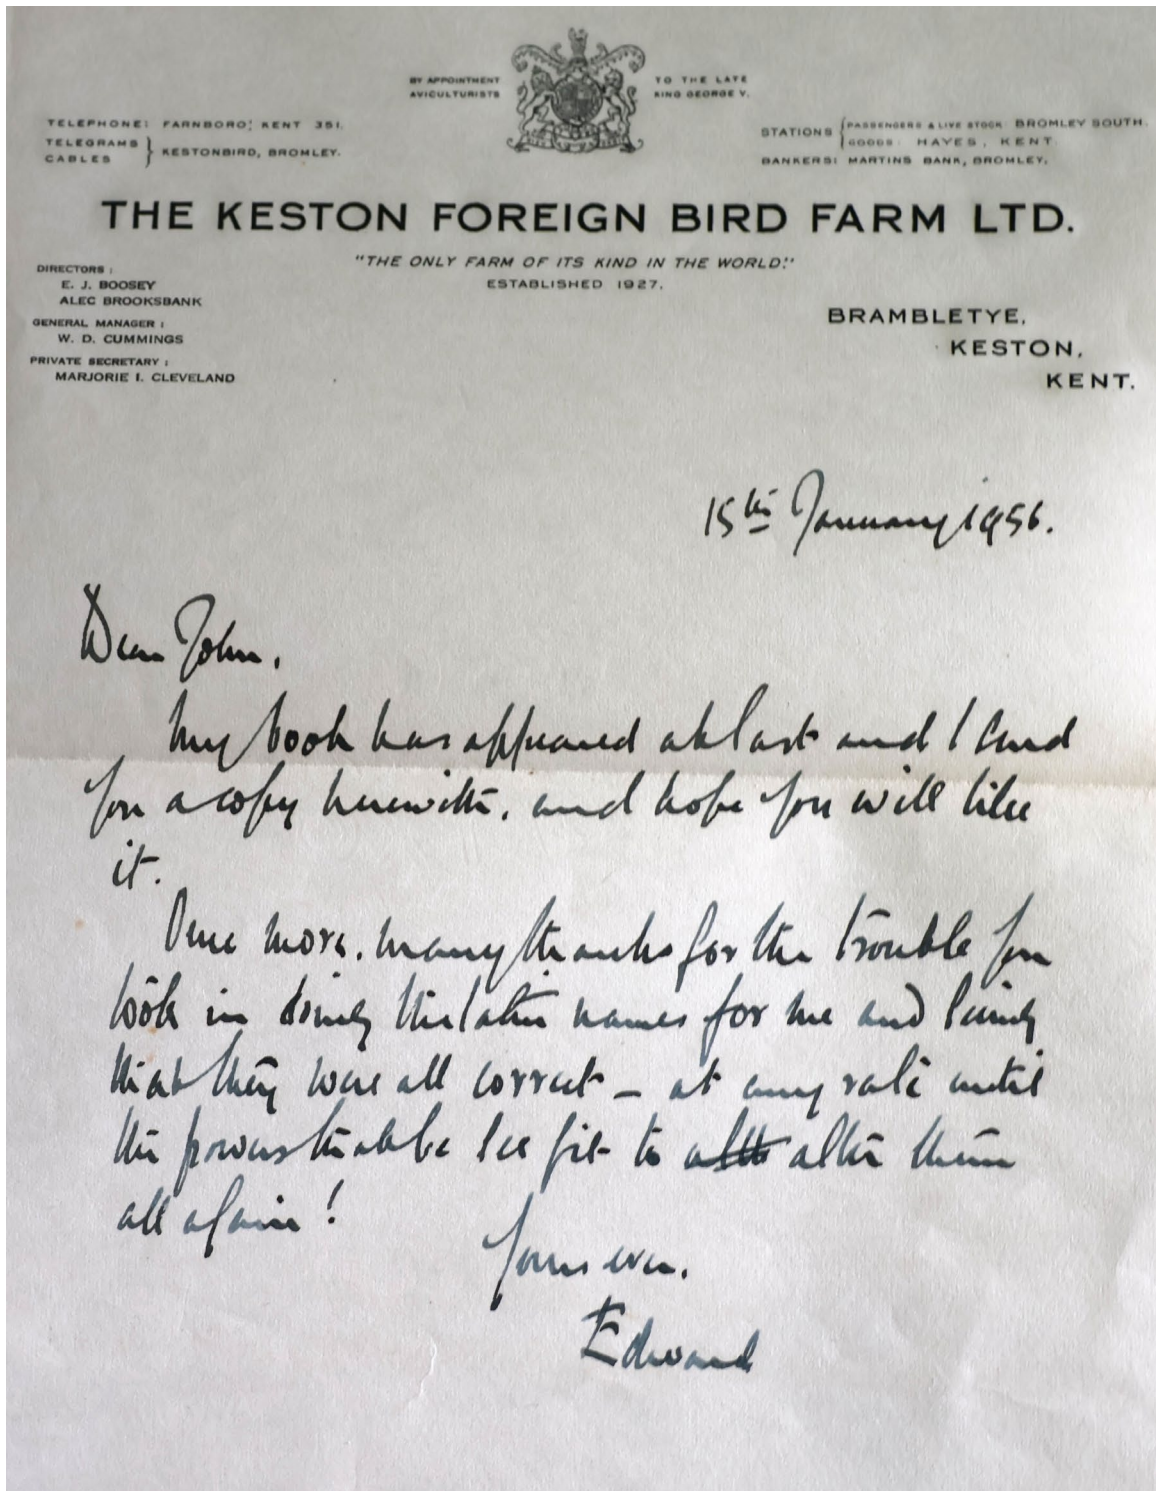 BY APPOINTMENT
AVICULTURISTS
TO THE LATE
KING GEORGE V.
TELEPHONE: FARNBORO', KENT 351.
TELEGRAMS
CABLES } KESTONBIRD, BROMLEY.
STATIONS { PASSENGERS & LIVE STOCK: BROMLEY SOUTH.
GOODS: HAYES, KENT
BANKERS: MARTINS BANK, BROMLEY.
THE KESTON FOREIGN BIRD FARM LTD.
"THE ONLY FARM OF ITS KIND IN THE WORLD."
ESTABLISHED 1927.
DIRECTORS:
E. J. BOOSEY
ALEC BROOKSBANK
GENERAL MANAGER:
W. D. CUMMINGS
PRIVATE SECRETARY:
MARJORIE I. CLEVELAND
BRAMBLETYE,
KESTON,
KENT.
15th January 1956.
Dear John,
My book has appeared at last and I send
you a copy herewith, and hope you will like
it.
Once more, many thanks for the trouble you
took in doing the latin names for me and seeing
that they were all correct – at any rate until
the powers that be see fit to alter them
all again!
Yours ever,
Edward